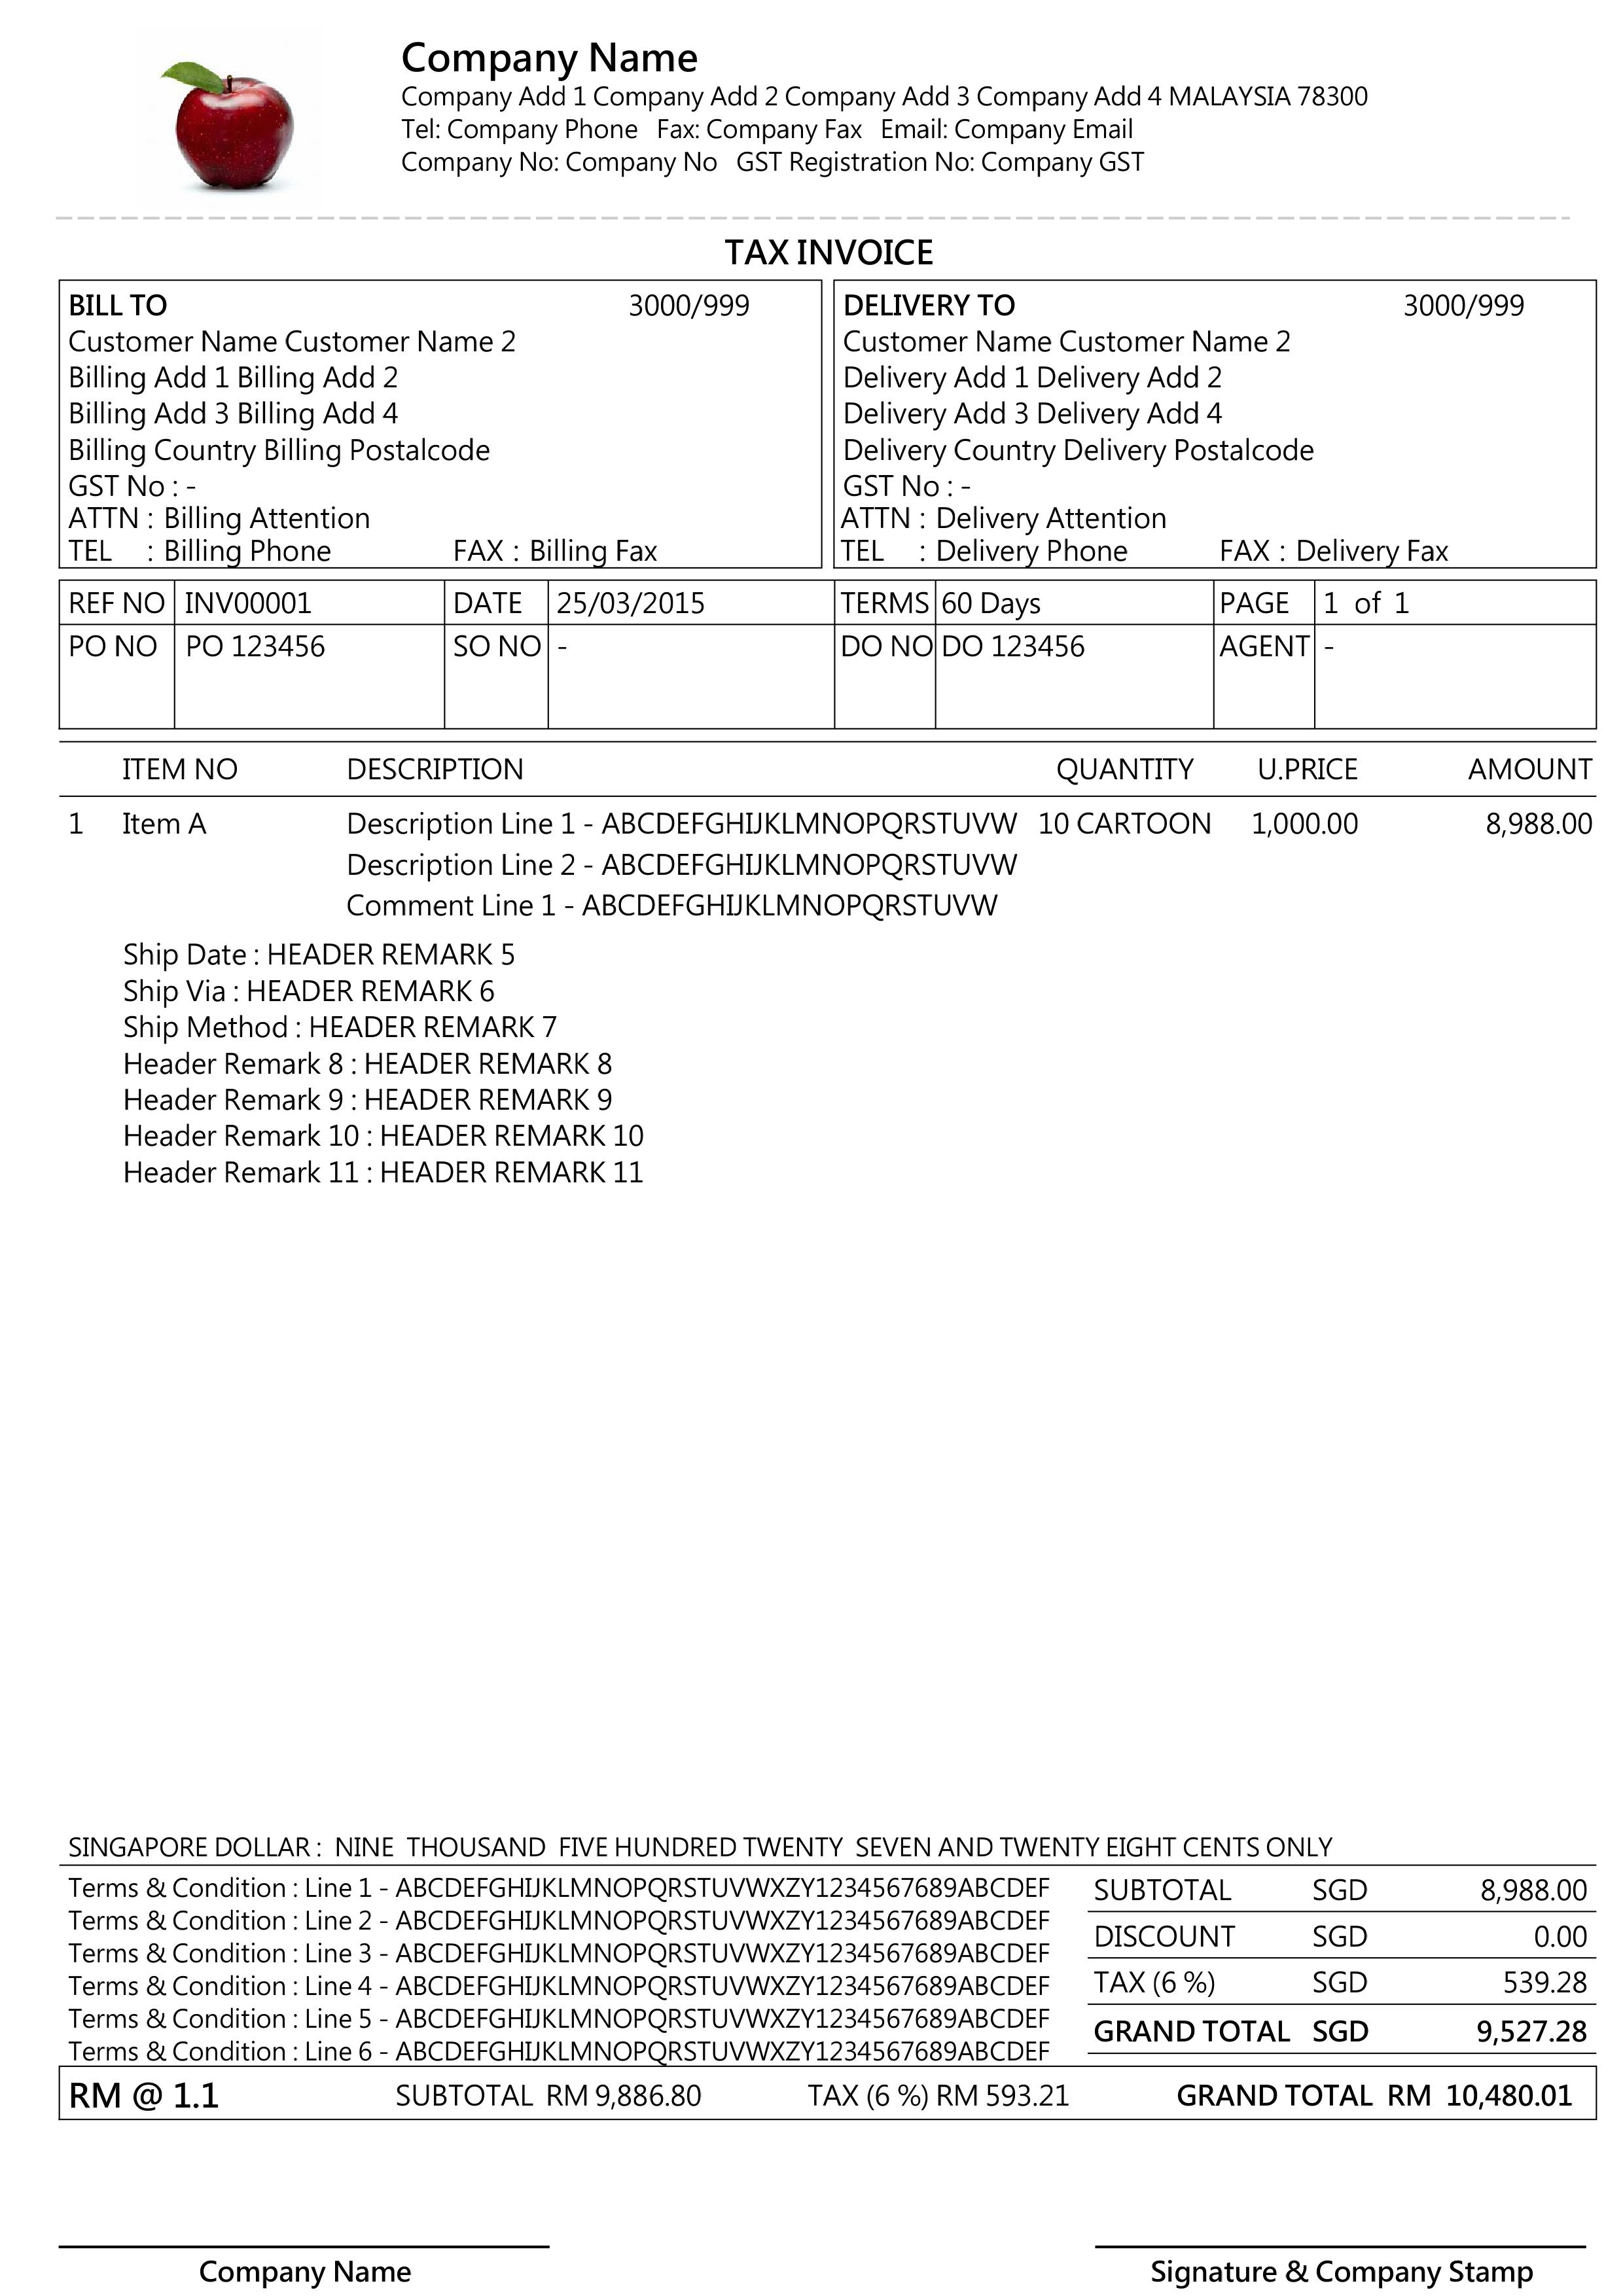 Company Name
Company Add 1 Company Add 2 Company Add 3 Company Add 4 MALAYSIA 78300
Tel: Company Phone Fax: Company Fax Email: Company Email
Company No: Company No GST Registration No: Company GST
TAX INVOICE
BILL TO 3000/999
Customer Name Customer Name 2
Billing Add 1 Billing Add 2
Billing Add 3 Billing Add 4
Billing Country Billing Postalcode
GST No : -
ATTN : Billing Attention
TEL : Billing Phone FAX : Billing Fax
DELIVERY TO 3000/999
Customer Name Customer Name 2
Delivery Add 1 Delivery Add 2
Delivery Add 3 Delivery Add 4
Delivery Country Delivery Postalcode
GST No : -
ATTN : Delivery Attention
TEL : Delivery Phone FAX : Delivery Fax
REF NO INV00001 DATE 25/03/2015 TERMS 60 Days PAGE 1 of 1
PO NO PO 123456 SO NO - DO NO DO 123456 AGENT -
ITEM NO DESCRIPTION QUANTITY U.PRICE AMOUNT
1 Item A Description Line 1 - ABCDEFGHIJKLMNOPQRSTUVW 10 CARTOON 1,000.00 8,988.00
Description Line 2 - ABCDEFGHIJKLMNOPQRSTUVW
Comment Line 1 - ABCDEFGHIJKLMNOPQRSTUVW
Ship Date : HEADER REMARK 5
Ship Via : HEADER REMARK 6
Ship Method : HEADER REMARK 7
Header Remark 8 : HEADER REMARK 8
Header Remark 9 : HEADER REMARK 9
Header Remark 10 : HEADER REMARK 10
Header Remark 11 : HEADER REMARK 11
SINGAPORE DOLLAR : NINE THOUSAND FIVE HUNDRED TWENTY SEVEN AND TWENTY EIGHT CENTS ONLY
Terms & Condition : Line 1 - ABCDEFGHIJKLMNOPQRSTUVWXZY1234567689ABCDEF
Terms & Condition : Line 2 - ABCDEFGHIJKLMNOPQRSTUVWXZY1234567689ABCDEF
Terms & Condition : Line 3 - ABCDEFGHIJKLMNOPQRSTUVWXZY1234567689ABCDEF
Terms & Condition : Line 4 - ABCDEFGHIJKLMNOPQRSTUVWXZY1234567689ABCDEF
Terms & Condition : Line 5 - ABCDEFGHIJKLMNOPQRSTUVWXZY1234567689ABCDEF
Terms & Condition : Line 6 - ABCDEFGHIJKLMNOPQRSTUVWXZY1234567689ABCDEF
SUBTOTAL SGD 8,988.00
DISCOUNT SGD 0.00
TAX (6 %) SGD 539.28
GRAND TOTAL SGD 9,527.28
RM @ 1.1 SUBTOTAL RM 9,886.80 TAX (6 %) RM 593.21 GRAND TOTAL RM 10,480.01
Company Name Signature & Company Stamp